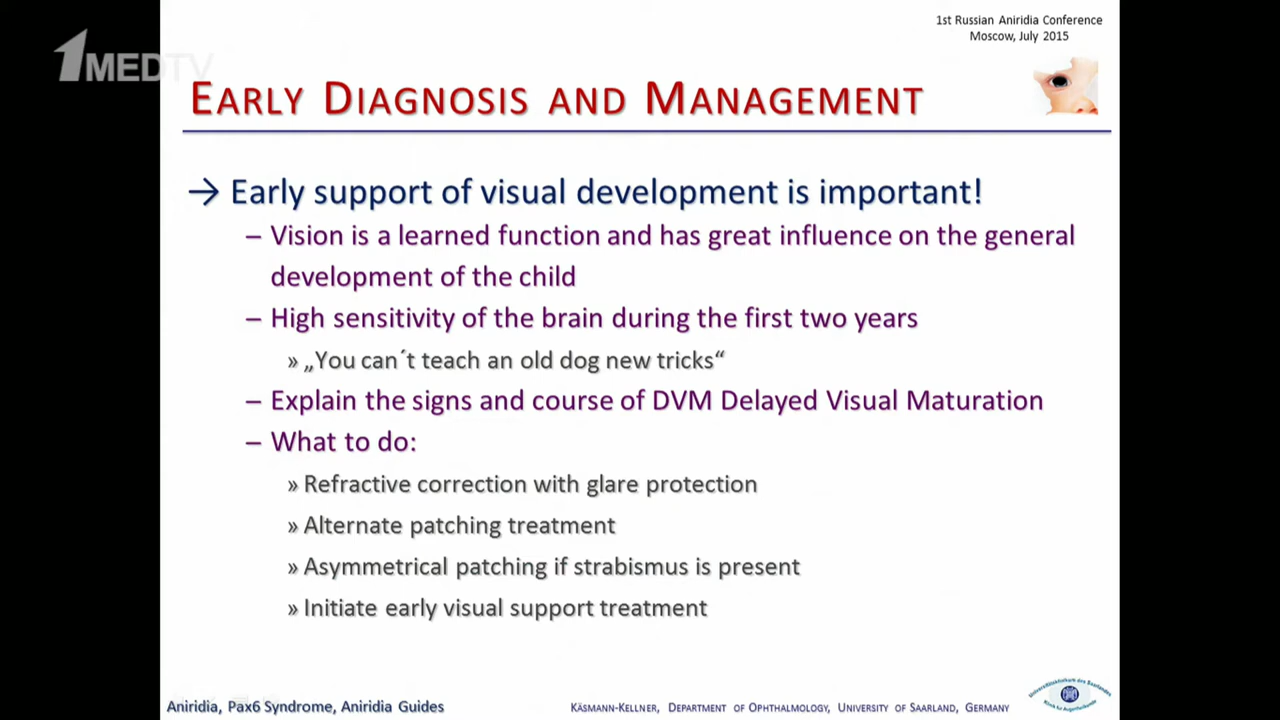 1st Russian Aniridia Conference
Moscow, July 2015
1MEDTV
EARLY DIAGNOSIS AND MANAGEMENT
→ Early support of visual development is important!
– Vision is a learned function and has great influence on the general
development of the child
– High sensitivity of the brain during the first two years
» „You can´t teach an old dog new tricks“
– Explain the signs and course of DVM Delayed Visual Maturation
– What to do:
» Refractive correction with glare protection
» Alternate patching treatment
» Asymmetrical patching if strabismus is present
» Initiate early visual support treatment
Aniridia, Pax6 Syndrome, Aniridia Guides
KÄSMANN-KELLNER, DEPARTMENT OF OPHTHALMOLOGY, UNIVERSITY OF SAARLAND, GERMANY
Universitätsklinikum des Saarlandes